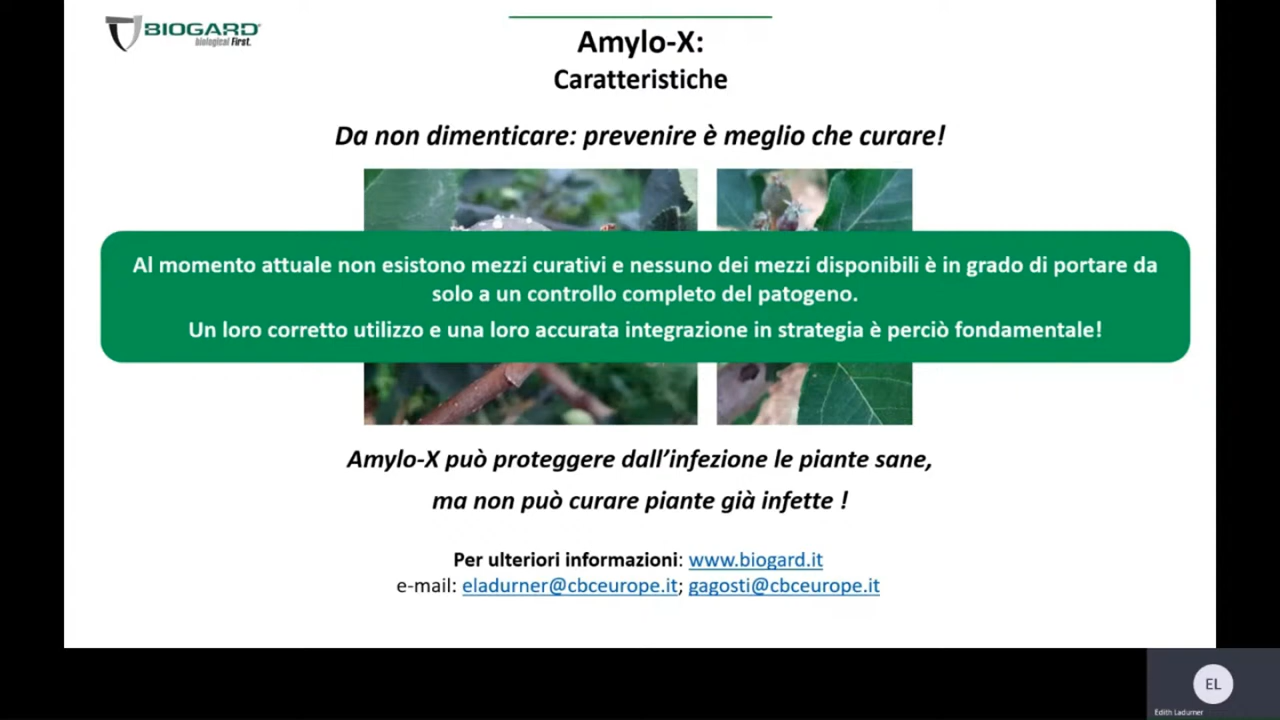 BIOGARD®
biological First.
Amylo-X:
Caratteristiche
Da non dimenticare: prevenire è meglio che curare!
Al momento attuale non esistono mezzi curativi e nessuno dei mezzi disponibili è in grado di portare da
solo a un controllo completo del patogeno.
Un loro corretto utilizzo e una loro accurata integrazione in strategia è perciò fondamentale!
Amylo-X può proteggere dall’infezione le piante sane,
ma non può curare piante già infette !
Per ulteriori informazioni: www.biogard.it
e-mail: eladurner@cbceurope.it; gagosti@cbceurope.it
EL
Edith Ladurner